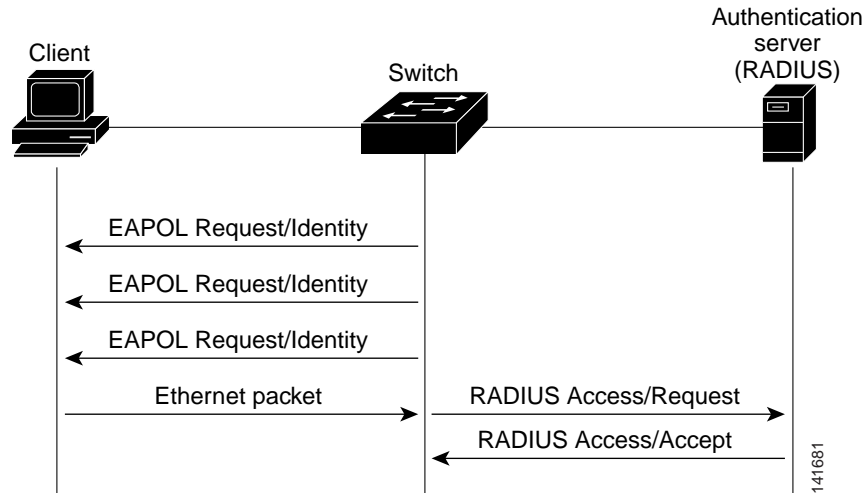 Client
Switch
Authentication
server
(RADIUS)
EAPOL Request/Identity
EAPOL Request/Identity
EAPOL Request/Identity
Ethernet packet
RADIUS Access/Request
RADIUS Access/Accept
141681